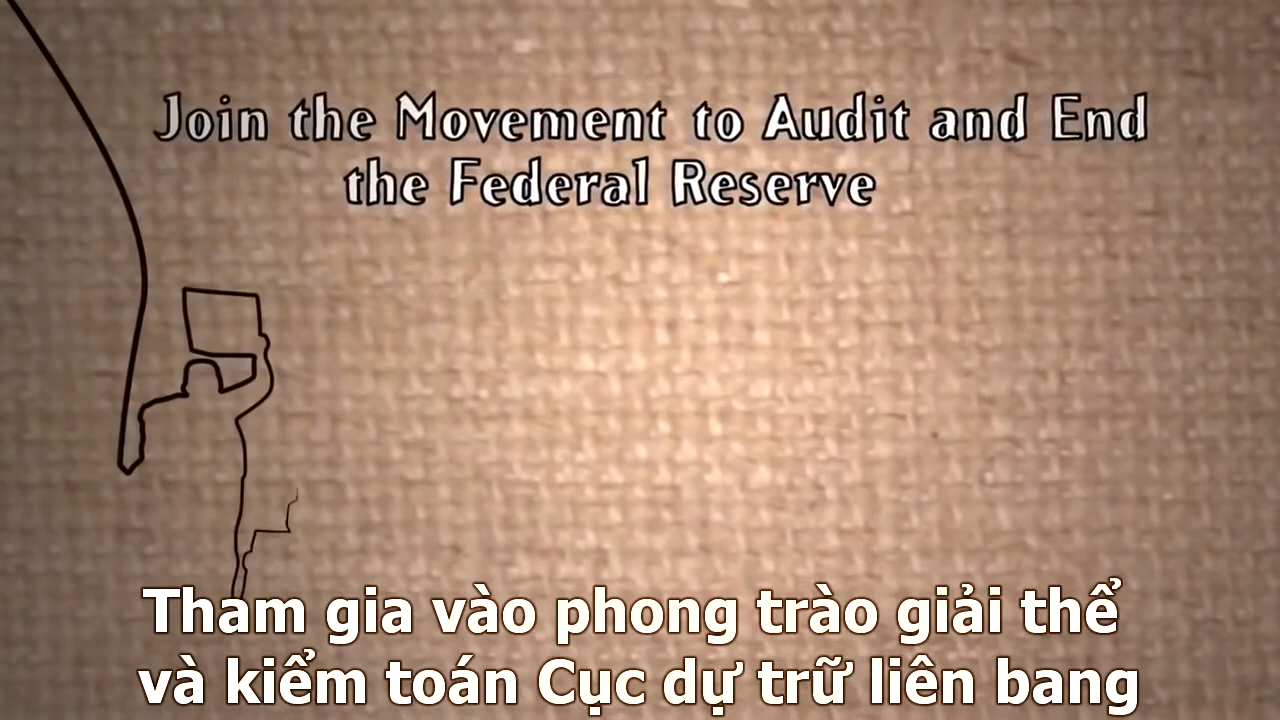 Join the Movement to Audit and End
the Federal Reserve
Tham gia vào phong trào giải thể
và kiểm toán Cục dự trữ liên bang